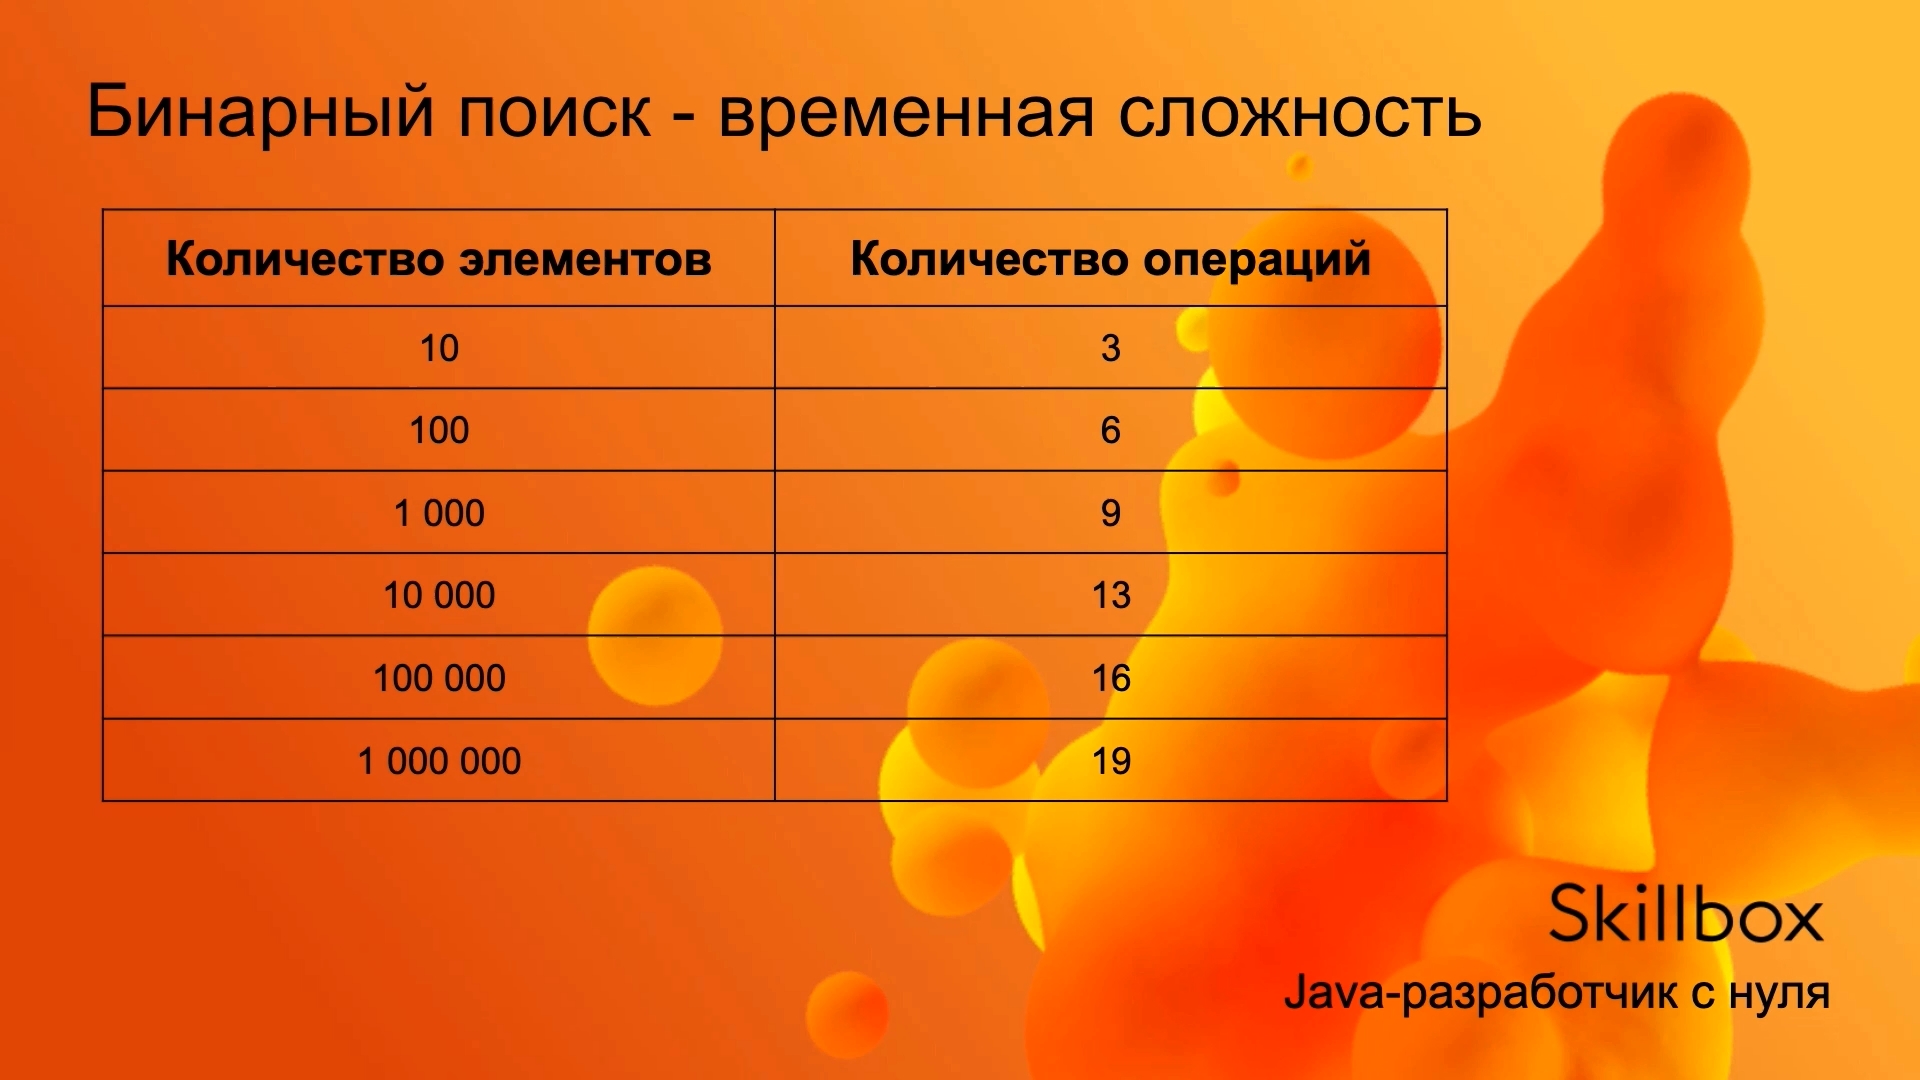 Бинарный поиск - временная сложность
Количество элементов Количество операций
10 3
100 6
1 000 9
10 000 13
100 000 16
1 000 000 19
Skillbox
Java-разработчик с нуля